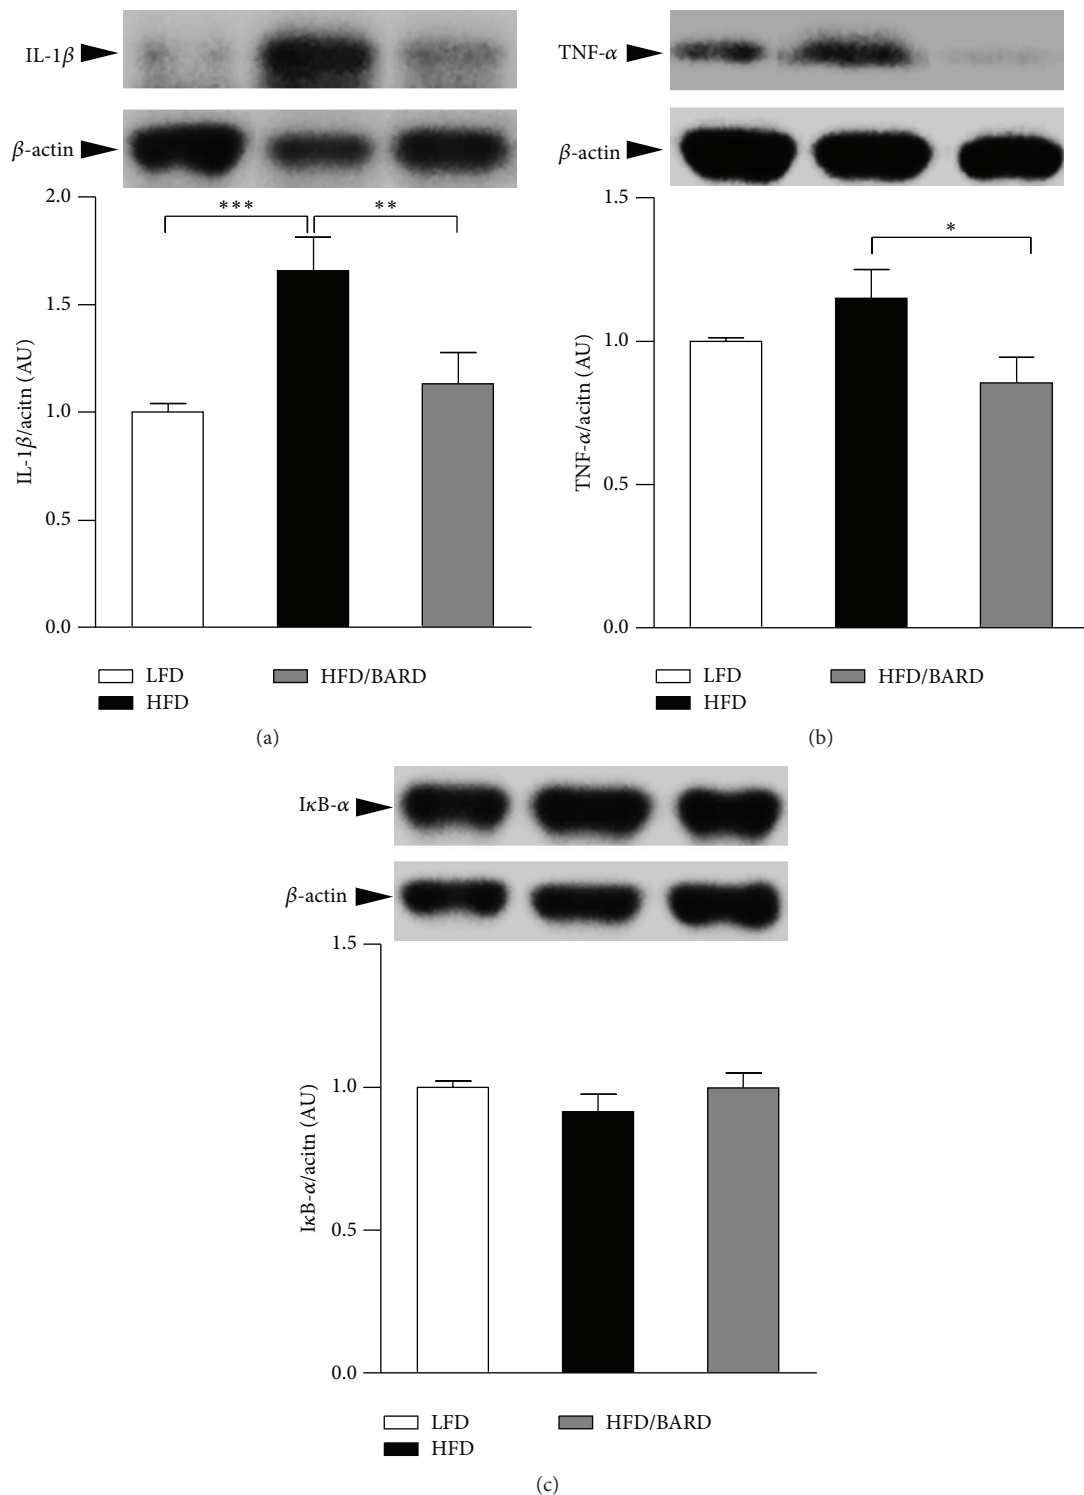 IL-1β
β-actin
2.0
***
**
1.5
1.0
0.5
0.0
IL-1β/acitn (AU)
LFD
HFD/BARD
HFD
(a)
TNF-α
β-actin
1.5
*
1.0
0.5
0.0
TNF-α/acitn (AU)
LFD
HFD/BARD
HFD
(b)
IκB-α
β-actin
1.5
1.0
0.5
0.0
IκB-α/acitn (AU)
LFD
HFD/BARD
HFD
(c)